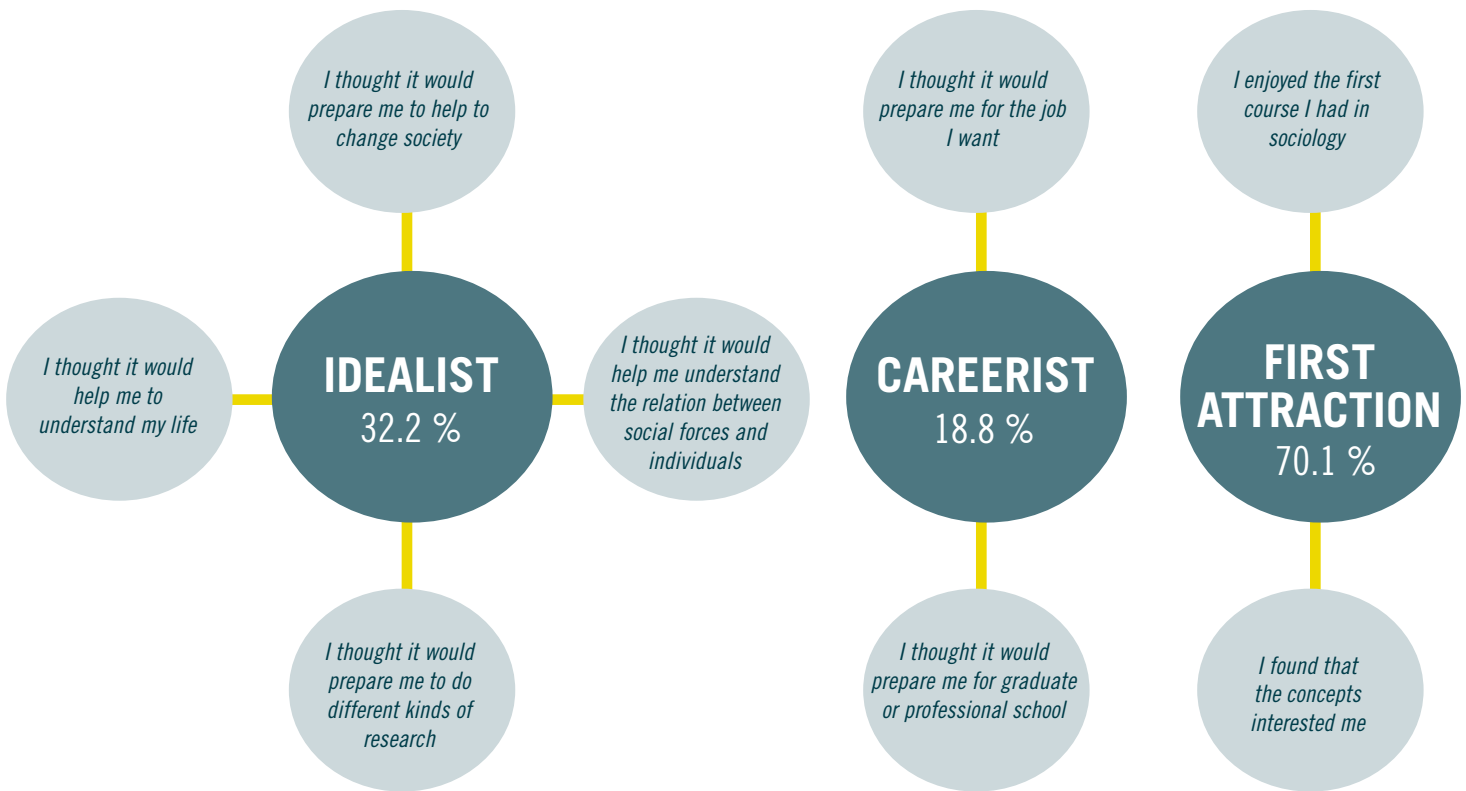 I thought it would
prepare me to help to
change society
I thought it would
help me to
understand my life
IDEALIST
32.2 %
I thought it would
help me understand
the relation between
social forces and
individuals
I thought it would
prepare me to do
different kinds of
research
I thought it would
prepare me for the job
I want
CAREERIST
18.8 %
I thought it would
prepare me for graduate
or professional school
I enjoyed the first
course I had in
sociology
FIRST
ATTRACTION
70.1 %
I found that
the concepts
interested me